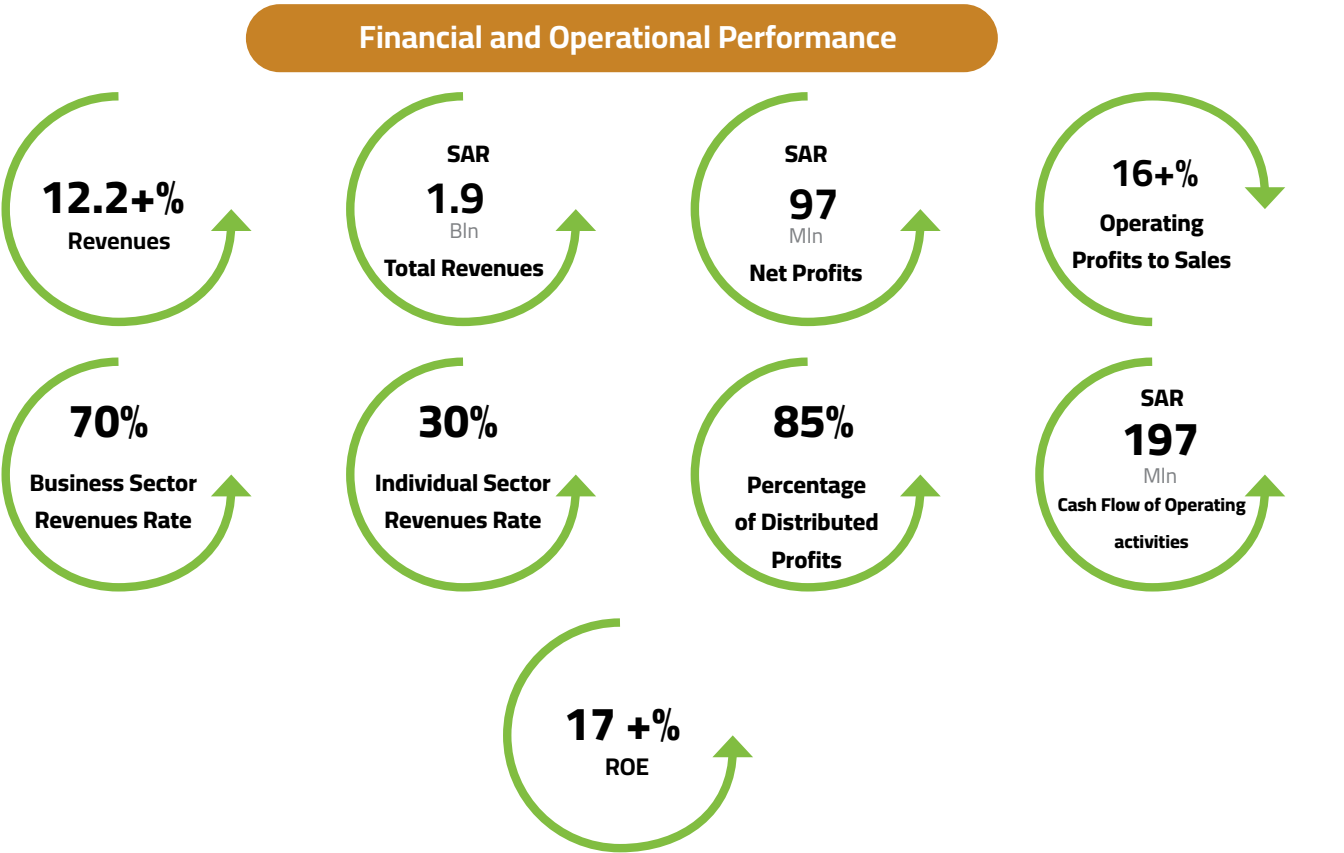 Financial and Operational Performance
12.2+%
Revenues
SAR
1.9
Bln
Total Revenues
SAR
97
Mln
Net Profits
16+%
Operating
Profits to Sales
70%
Business Sector
Revenues Rate
30%
Individual Sector
Revenues Rate
85%
Percentage
of Distributed
Profits
SAR
197
Mln
Cash Flow of Operating
activities
17 +%
ROE